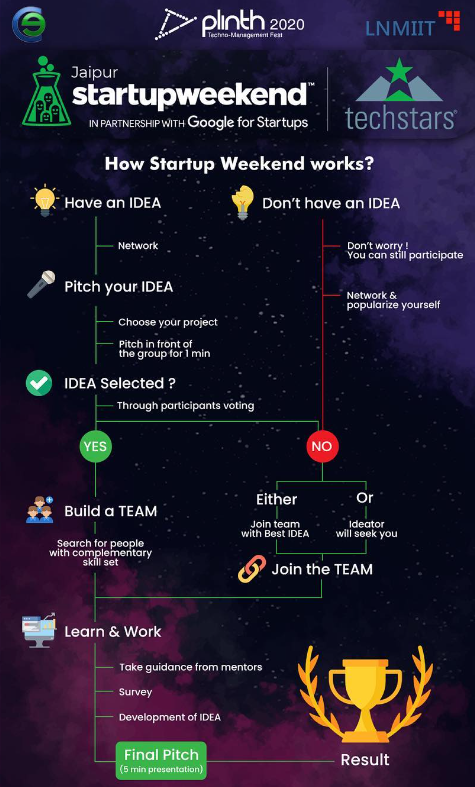 plinth 2020
Techno-Management Fest
LNMIIT
Jaipur
startupweekend™
IN PARTNERSHIP WITH Google for Startups
techstars®
How Startup Weekend works?
Have an IDEA
Don't have an IDEA
Network
Don't worry !
You can still participate
Pitch your IDEA
Network &
popularize yourself
Choose your project
Pitch in front of
the group for 1 min
IDEA Selected ?
Through participants voting
YES
NO
Build a TEAM
Search for people
with complementary
skill set
Either
Or
Join team
with Best IDEA
Ideator
will seek you
Join the TEAM
Learn & Work
Take guidance from mentors
Survey
Development of IDEA
Final Pitch
(5 min presentation)
Result